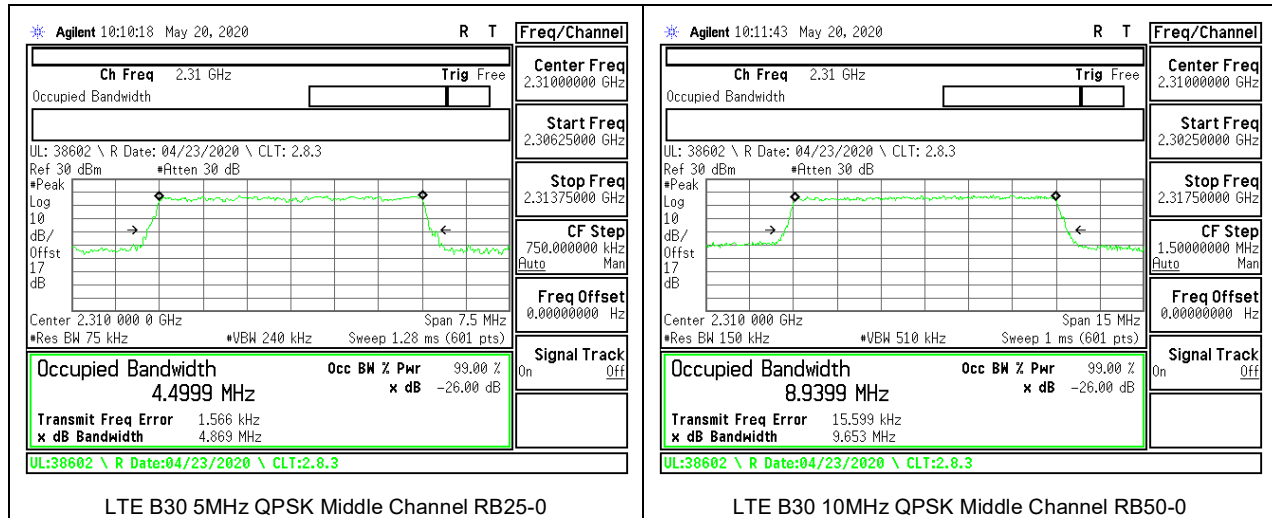 Agilent 10:10:18 May 20, 2020 R T Freq/Channel
Ch Freq 2.31 GHz Trig Free
Occupied Bandwidth
Center Freq
2.31000000 GHz
Start Freq
2.30625000 GHz
UL: 38602 \ R Date: 04/23/2020 \ CLT: 2.8.3
Ref 30 dBm #Atten 30 dB
#Peak
Log
10
dB/
Offst
17
dB
Stop Freq
2.31375000 GHz
CF Step
750.000000 kHz
Auto Man
Freq Offset
0.00000000 Hz
Center 2.310 000 0 GHz Span 7.5 MHz
#Res BW 75 kHz #VBW 240 kHz Sweep 1.28 ms (601 pts)
Signal Track
On Off
Occupied Bandwidth Occ BW % Pwr 99.00 %
4.4999 MHz x dB -26.00 dB
Transmit Freq Error 1.566 kHz
x dB Bandwidth 4.869 MHz
UL:38602 \ R Date:04/23/2020 \ CLT:2.8.3
LTE B30 5MHz QPSK Middle Channel RB25-0
Agilent 10:11:43 May 20, 2020 R T Freq/Channel
Ch Freq 2.31 GHz Trig Free
Occupied Bandwidth
Center Freq
2.31000000 GHz
Start Freq
2.30250000 GHz
UL: 38602 \ R Date: 04/23/2020 \ CLT: 2.8.3
Ref 30 dBm #Atten 30 dB
#Peak
Log
10
dB/
Offst
17
dB
Stop Freq
2.31750000 GHz
CF Step
1.50000000 MHz
Auto Man
Freq Offset
0.00000000 Hz
Center 2.310 000 GHz Span 15 MHz
#Res BW 150 kHz #VBW 510 kHz Sweep 1 ms (601 pts)
Signal Track
On Off
Occupied Bandwidth Occ BW % Pwr 99.00 %
8.9399 MHz x dB -26.00 dB
Transmit Freq Error 15.599 kHz
x dB Bandwidth 9.653 MHz
UL:38602 \ R Date:04/23/2020 \ CLT:2.8.3
LTE B30 10MHz QPSK Middle Channel RB50-0